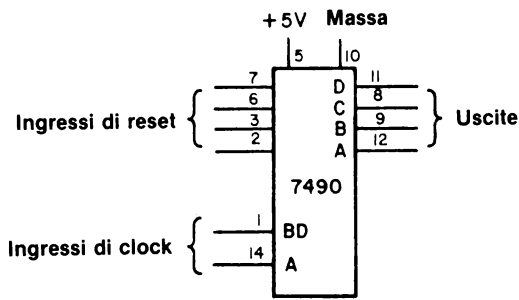 +5V Massa
5 10
7 D 11
6 C 8
Ingressi di reset Uscite
3 B 9
2 A 12
7490
1 BD
Ingressi di clock
14 A